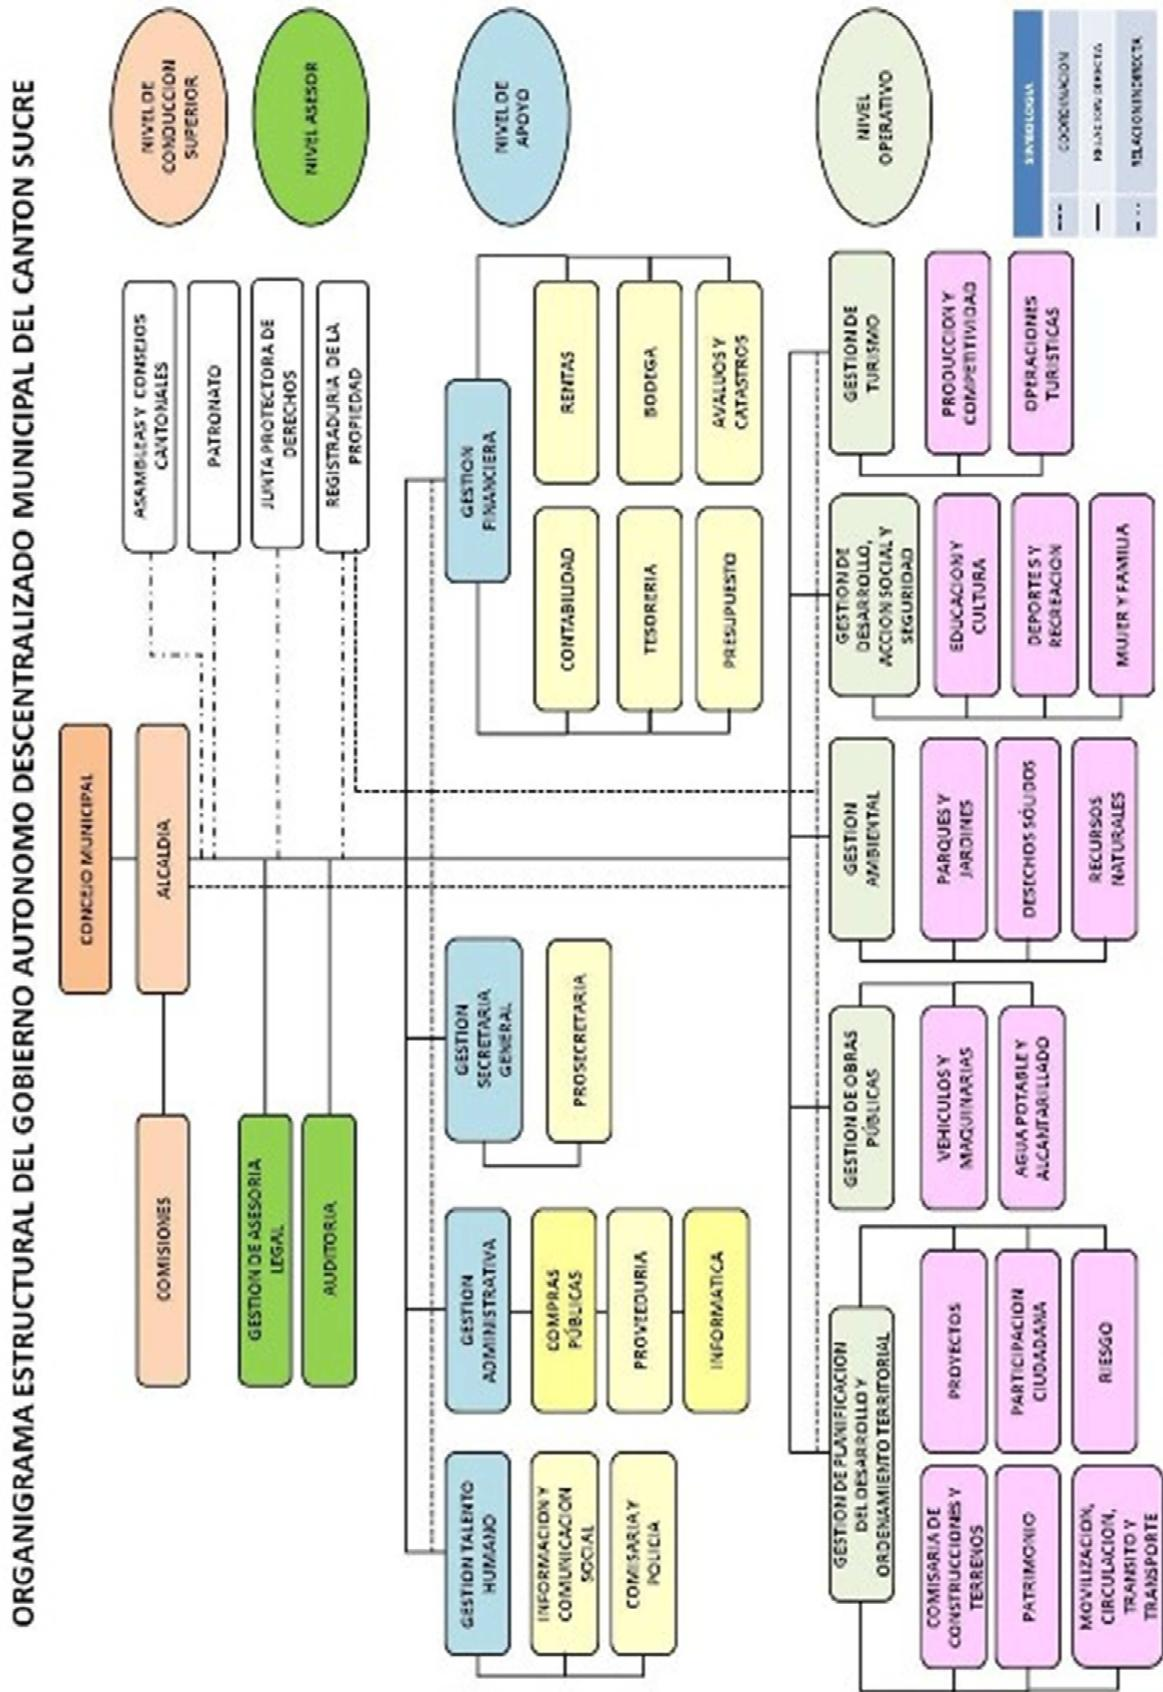 ORGANIGRAMA ESTRUCTURAL DEL GOBIERNO AUTONOMO DESCENTRALIZADO MUNICIPAL DEL CANTON SUCRE
CONCEJO MUNICIPAL
COMISIONES
ALCALDIA
ASAMBLEAS Y CONSEJOS
CANTONALES
PATRONATO
JUNTA PROTECTORA DE
DERECHOS
REGISTRADURIA DE LA
PROPIEDAD
NIVEL DE
CONDUCCION
SUPERIOR
GESTION DE ASESORIA
LEGAL
AUDITORIA
NIVEL ASESOR
GESTION TALENTO
HUMANO
INFORMACION Y
COMUNICACION
SOCIAL
COMISARIA Y
POLICIA
GESTION
ADMINISTRATIVA
COMPRAS
PÚBLICAS
PROVEEDURIA
INFORMATICA
GESTION
SECRETARIA
GENERAL
PROSECRETARIA
GESTION
FINANCIERA
CONTABILIDAD
TESORERIA
PRESUPUESTO
RENTAS
BODEGA
AVALUOS Y
CATASTROS
NIVEL DE
APOYO
GESTION DE PLANIFICACION
DEL DESARROLLO Y
ORDENAMIENTO TERRITORIAL
COMISARIA DE
CONSTRUCCIONES Y
TERRENOS
PATRIMONIO
MOVILIZACION,
CIRCULACION,
TRANSITO Y
TRANSPORTE
PROYECTOS
PARTICIPACION
CIUDADANA
RIESGO
GESTION DE OBRAS
PÚBLICAS
VEHICULOS Y
MAQUINARIAS
AGUA POTABLE Y
ALCANTARILLADO
GESTION
AMBIENTAL
PARQUES Y
JARDINES
DESECHOS SÓLIDOS
RECURSOS
NATURALES
GESTION DE
DESARROLLO,
ACCION SOCIAL Y
SEGURIDAD
EDUCACION Y
CULTURA
DEPORTES Y
RECREACION
MUJER Y FAMILIA
GESTION DE
TURISMO
PRODUCCION Y
COMPETITIVIDAD
OPERACIONES
TURISTICAS
NIVEL
OPERATIVO
SIMBOLOGIA
COORDINACION
RELACION DIRECTA
RELACION INDIRECTA